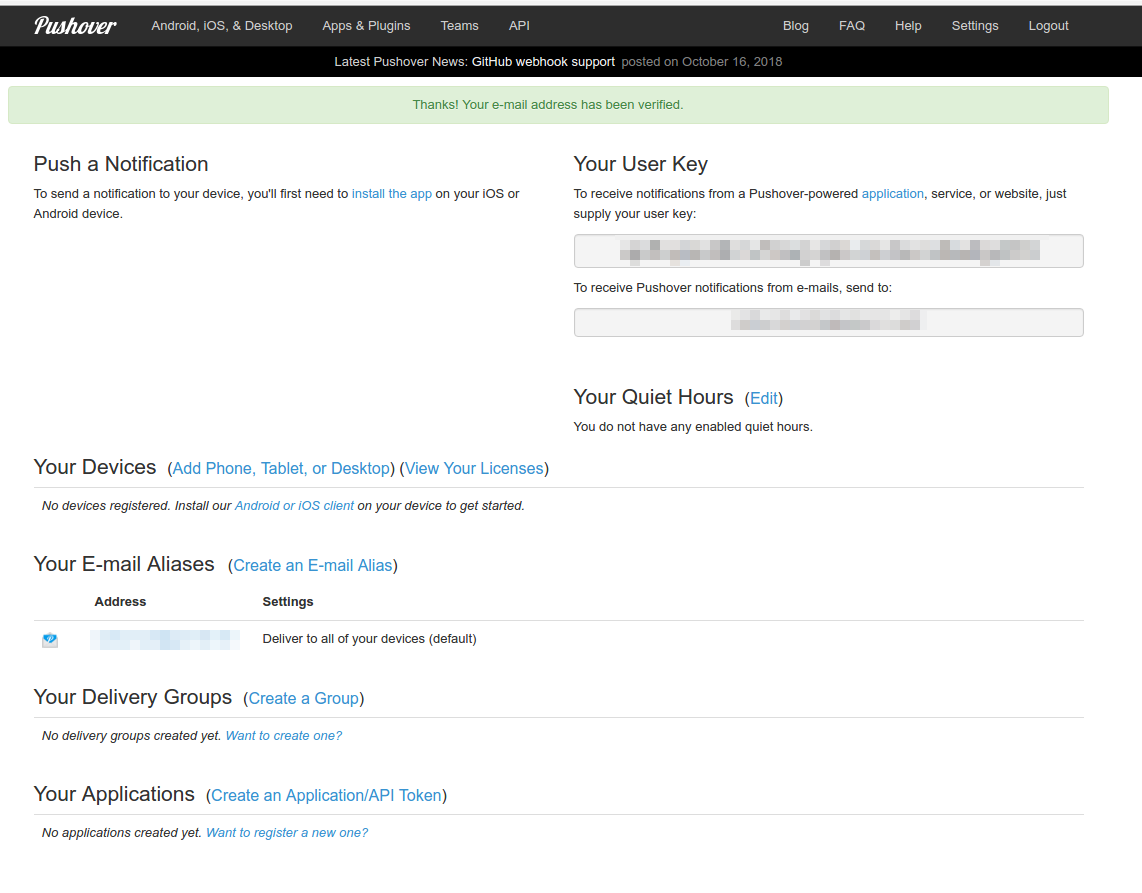 Pushover Android, iOS, & Desktop Apps & Plugins Teams API Blog FAQ Help Settings Logout
Latest Pushover News: GitHub webhook support posted on October 16, 2018
Thanks! Your e-mail address has been verified.
Push a Notification
To send a notification to your device, you'll first need to install the app on your iOS or
Android device.
Your User Key
To receive notifications from a Pushover-powered application, service, or website, just
supply your user key:
To receive Pushover notifications from e-mails, send to:
Your Quiet Hours (Edit)
You do not have any enabled quiet hours.
Your Devices (Add Phone, Tablet, or Desktop) (View Your Licenses)
No devices registered. Install our Android or iOS client on your device to get started.
Your E-mail Aliases (Create an E-mail Alias)
Address Settings
Deliver to all of your devices (default)
Your Delivery Groups (Create a Group)
No delivery groups created yet. Want to create one?
Your Applications (Create an Application/API Token)
No applications created yet. Want to register a new one?